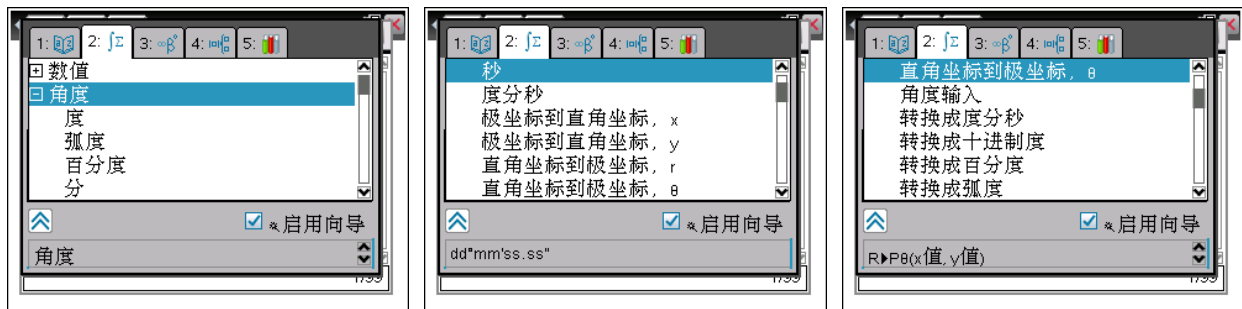 1: 2: ∫Σ 3: ∞β° 4: 5:
数值
角度
度
弧度
百分度
分
启用向导
角度
1/99
1: 2: ∫Σ 3: ∞β° 4: 5:
秒
度分秒
极坐标到直角坐标, x
极坐标到直角坐标, y
直角坐标到极坐标, r
直角坐标到极坐标, θ
启用向导
dd°mm'ss.ss"
1/99
1: 2: ∫Σ 3: ∞β° 4: 5:
直角坐标到极坐标, θ
角度输入
转换成度分秒
转换成十进制度
转换成百分度
转换成弧度
启用向导
R▶Pθ(x值, y值)
1/99